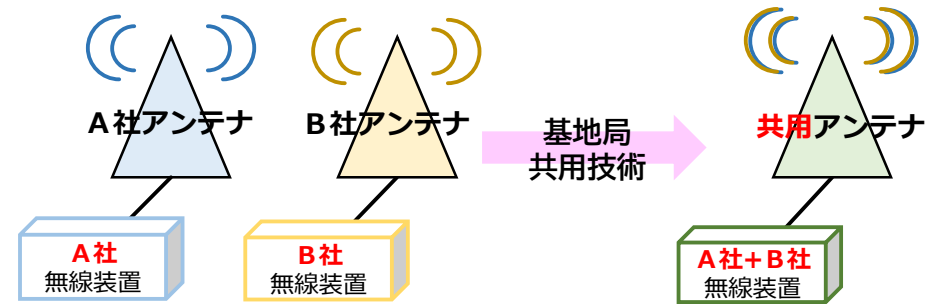 A社アンテナ
B社アンテナ
基地局
共用技術
共用アンテナ
A社
無線装置
B社
無線装置
A社+B社
無線装置